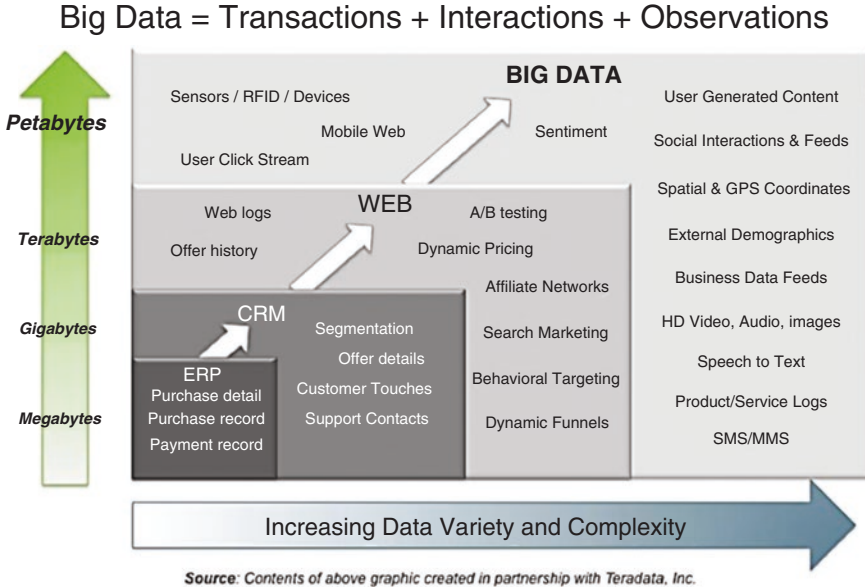 Big Data = Transactions + Interactions + Observations
BIG DATA
Sensors / RFID / Devices
User Generated Content
Petabytes
Mobile Web
Sentiment
Social Interactions & Feeds
User Click Stream
Spatial & GPS Coordinates
WEB
Web logs
A/B testing
Terabytes
External Demographics
Offer history
Dynamic Pricing
Business Data Feeds
Affiliate Networks
CRM
HD Video, Audio, images
Gigabytes
Segmentation
Search Marketing
Offer details
Speech to Text
ERP
Behavioral Targeting
Purchase detail
Customer Touches
Product/Service Logs
Megabytes
Purchase record
Support Contacts
Dynamic Funnels
Payment record
SMS/MMS
Increasing Data Variety and Complexity
Source: Contents of above graphic created in partnership with Teradata, Inc.